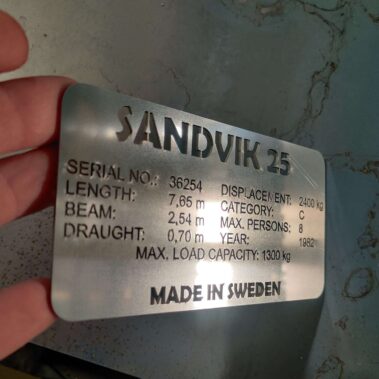 SANDVIK 25
SERIAL NO.: 36254 DISPLACEMENT: 2400 kg
LENGTH: 7,65 m CATEGORY: C
BEAM: 2,54 m MAX. PERSONS: 8
DRAUGHT: 0,70 m YEAR: 1982
MAX. LOAD CAPACITY: 1300 kg
MADE IN SWEDEN